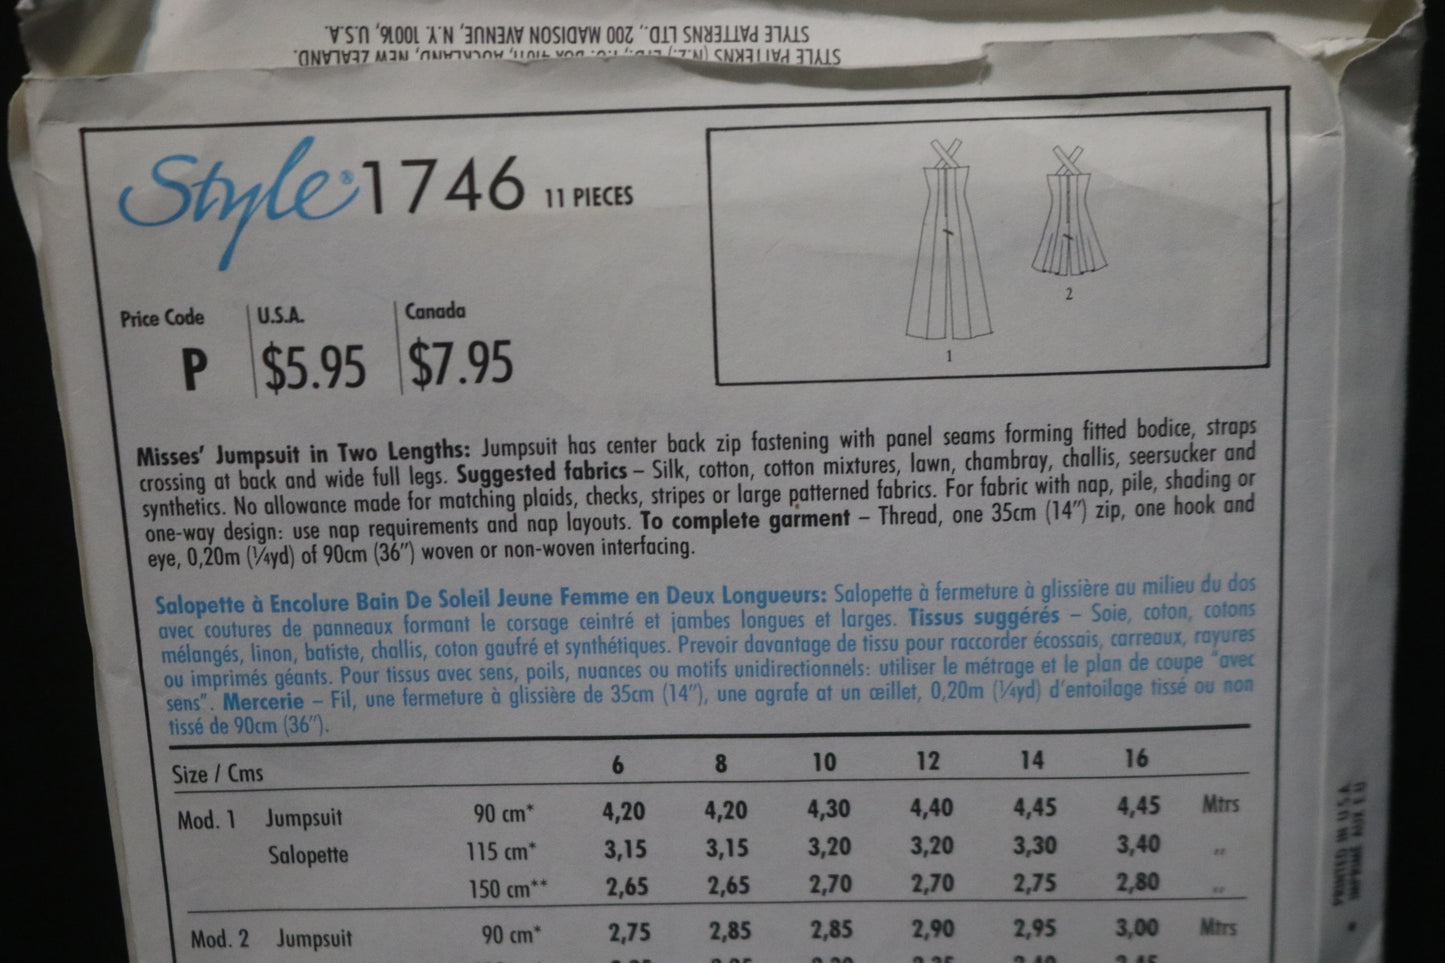 STYLE PATTERNS LTD., 200 MADISON AVENUE, N.Y. 10016, U.S.A.
STYLE PATTERNS (N.Z.) LTD., P.O. BOX AUCKLAND, NEW ZEALAND.
Style® 1746 11 PIECES
Price Code U.S.A. Canada
P $5.95 $7.95
1
2
Misses' Jumpsuit in Two Lengths: Jumpsuit has center back zip fastening with panel seams forming fitted bodice, straps
crossing at back and wide full legs. Suggested fabrics – Silk, cotton, cotton mixtures, lawn, chambray, challis, seersucker and
synthetics. No allowance made for matching plaids, checks, stripes or large patterned fabrics. For fabric with nap, pile, shading or
one-way design: use nap requirements and nap layouts. To complete garment – Thread, one 35cm (14") zip, one hook and
eye, 0,20m (¼yd) of 90cm (36") woven or non-woven interfacing.
Salopette à Encolure Bain De Soleil Jeune Femme en Deux Longueurs: Salopette à fermeture à glissière au milieu du dos
avec coutures de panneaux formant le corsage ceintré et jambes longues et larges. Tissus suggérés – Soie, coton, cotons
mélangés, linon, batiste, challis, coton gaufré et synthétiques. Prevoir davantage de tissu pour raccorder écossais, carreaux, rayures
ou imprimés géants. Pour tissus avec sens, poils, nuances ou motifs unidirectionnels: utiliser le métrage et le plan de coupe "avec
sens". Mercerie – Fil, une fermeture à glissière de 35cm (14"), une agrafe at un œillet, 0,20m (¼yd) d'entoilage tissé ou non
tissé de 90cm (36").
Size / Cms 6 8 10 12 14 16
Mod. 1 Jumpsuit 90 cm* 4,20 4,20 4,30 4,40 4,45 4,45 Mtrs
Salopette 115 cm* 3,15 3,15 3,20 3,20 3,30 3,40 "
150 cm** 2,65 2,65 2,70 2,70 2,75 2,80 "
Mod. 2 Jumpsuit 90 cm* 2,75 2,85 2,85 2,90 2,95 3,00 Mtrs
PRINTED IN U.S.A.
IMPRIMÉ AUX E.U.